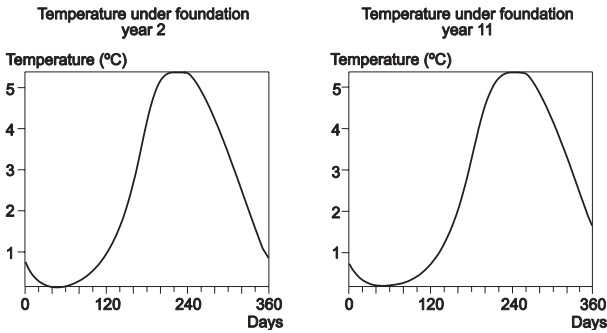 Temperature under foundation
year 2
Temperature (ºC)
5
4
3
2
1
0 120 240 360
Days
Temperature under foundation
year 11
Temperature (ºC)
5
4
3
2
1
0 120 240 360
Days